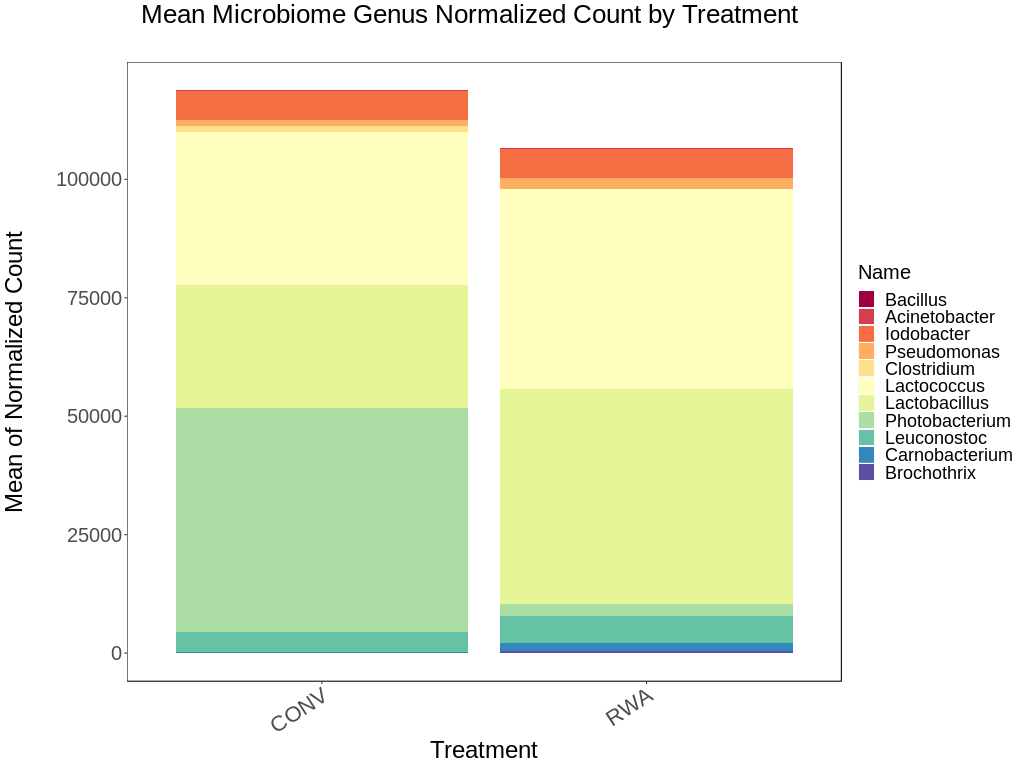 Mean Microbiome Genus Normalized Count by Treatment
Mean of Normalized Count
100000
75000
50000
25000
0
CONV
RWA
Treatment
Name
Bacillus
Acinetobacter
Iodobacter
Pseudomonas
Clostridium
Lactococcus
Lactobacillus
Photobacterium
Leuconostoc
Carnobacterium
Brochothrix